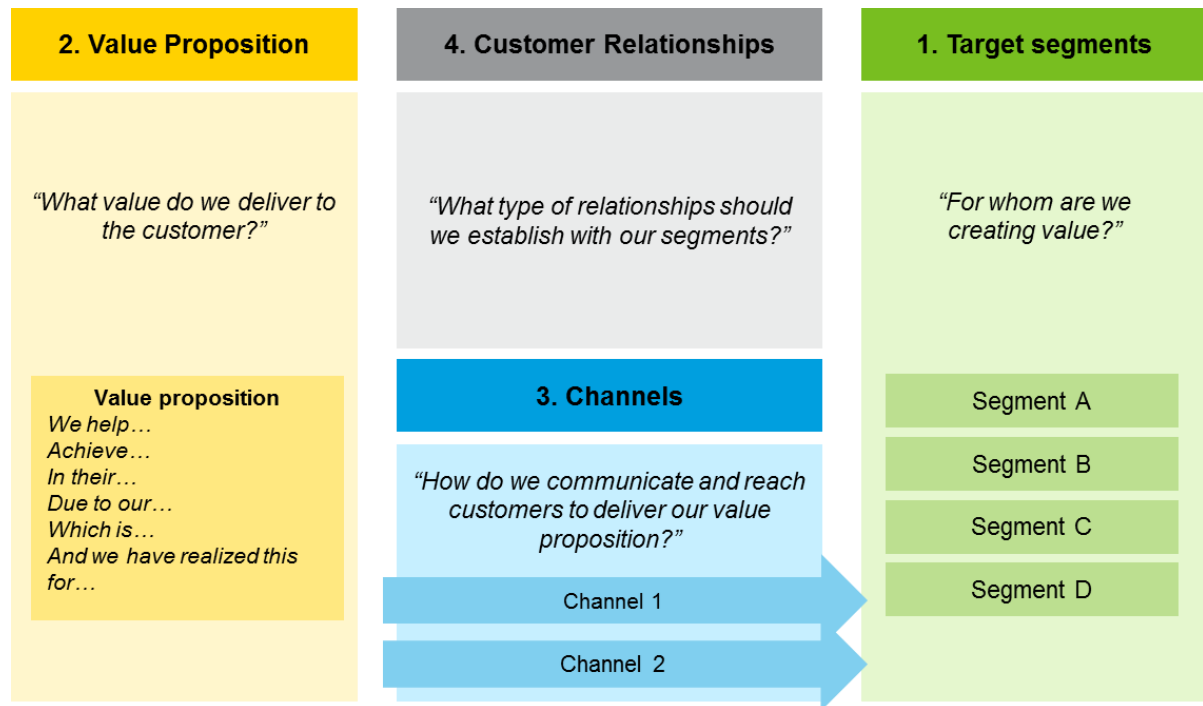 2. Value Proposition
“What value do we deliver to
the customer?”
Value proposition
We help…
Achieve…
In their…
Due to our…
Which is…
And we have realized this
for…
4. Customer Relationships
“What type of relationships should
we establish with our segments?”
3. Channels
“How do we communicate and reach
customers to deliver our value
proposition?”
Channel 1
Channel 2
1. Target segments
“For whom are we
creating value?”
Segment A
Segment B
Segment C
Segment D